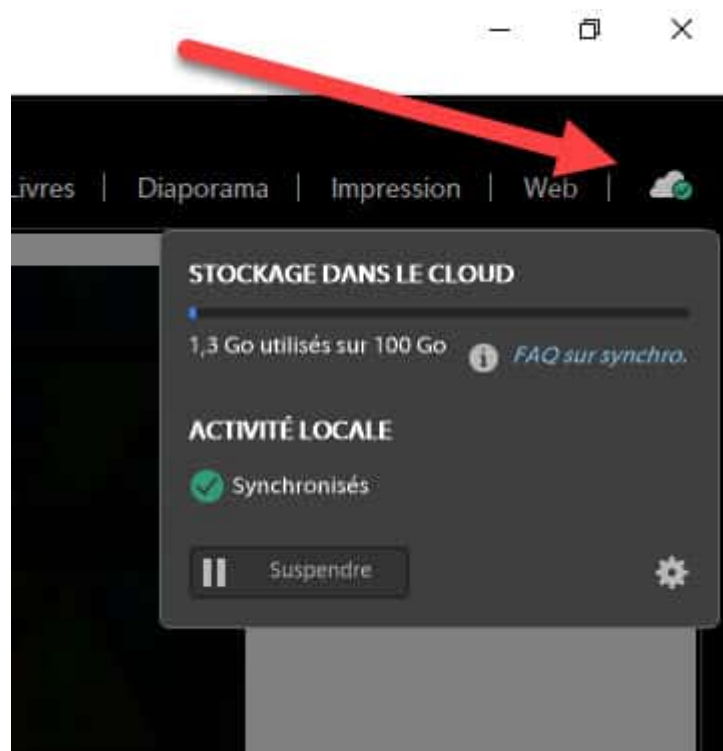 Livres | Diaporama | Impression | Web |
STOCKAGE DANS LE CLOUD
1,3 Go utilisés sur 100 Go FAQ sur synchro.
ACTIVITÉ LOCALE
Synchronisés
Suspendre